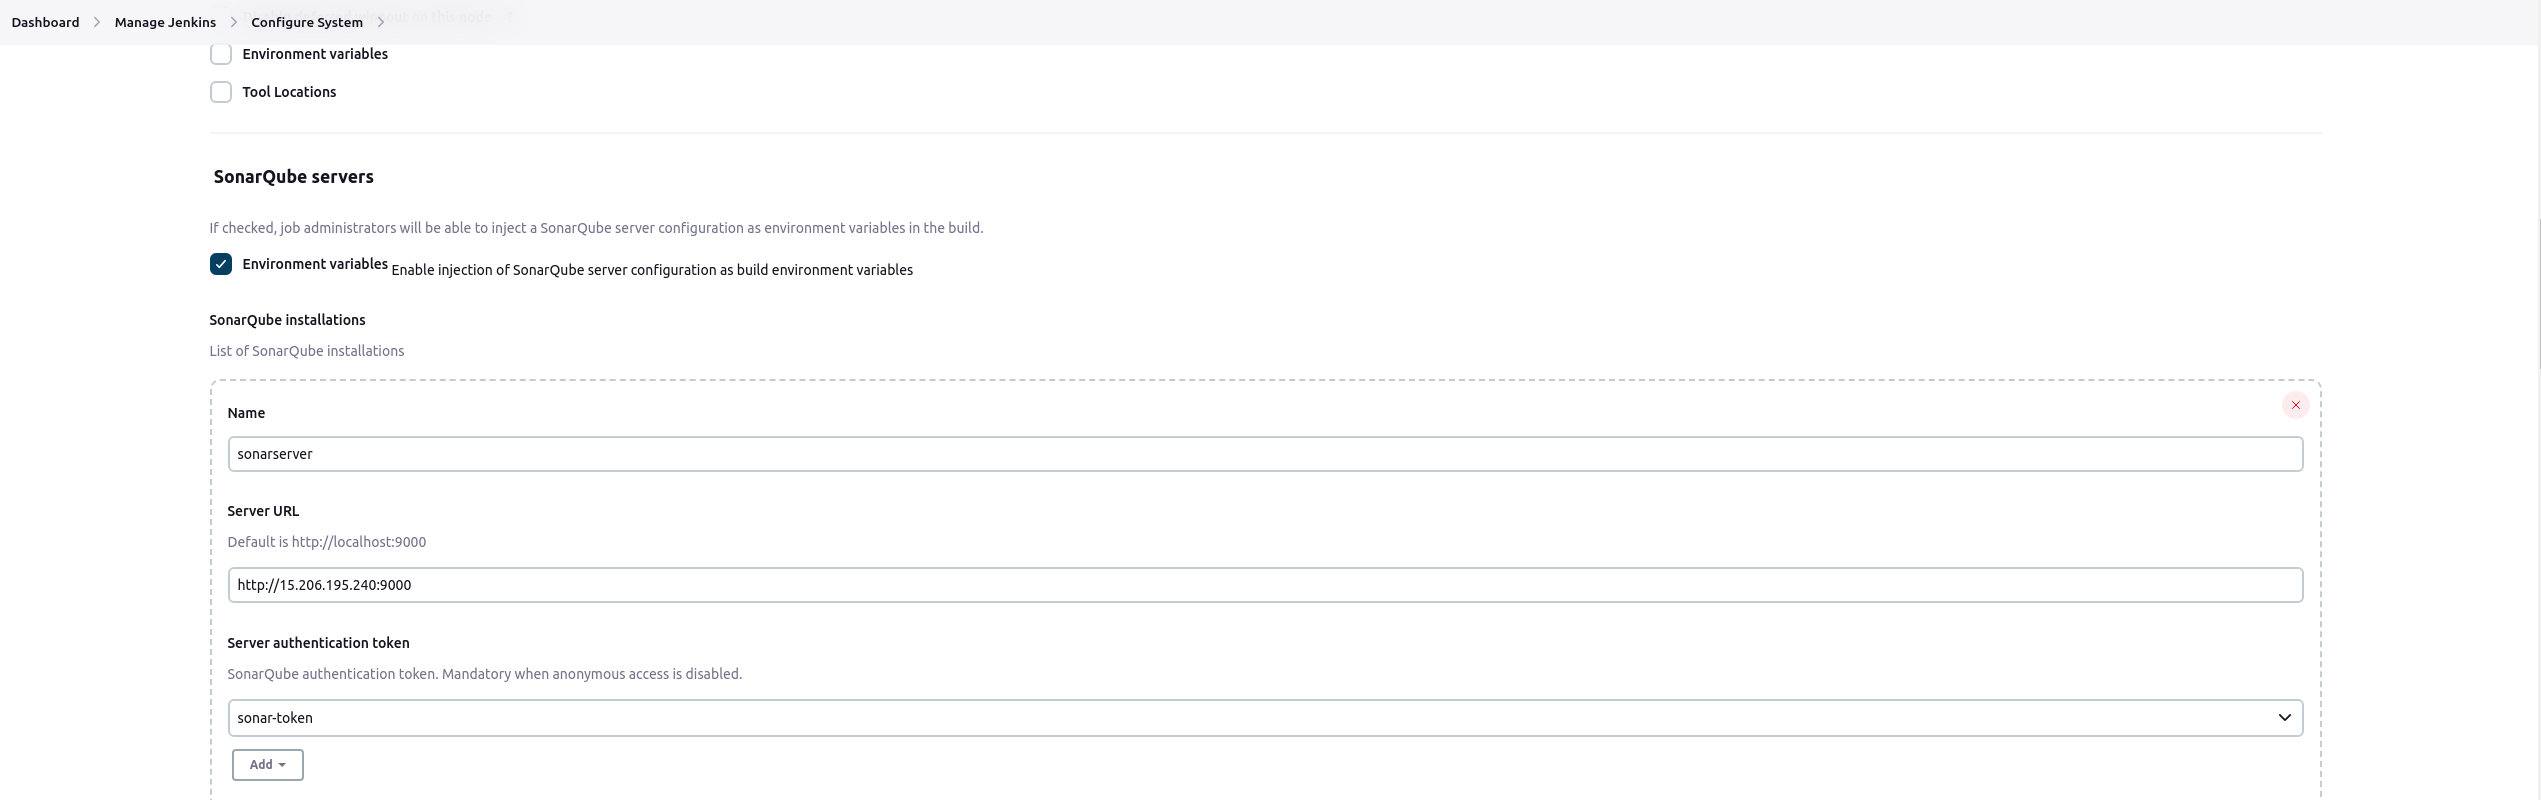 Dashboard > Manage Jenkins > Configure System >
Environment variables
Tool Locations
SonarQube servers
If checked, job administrators will be able to inject a SonarQube server configuration as environment variables in the build.
Environment variables Enable injection of SonarQube server configuration as build environment variables
SonarQube installations
List of SonarQube installations
Name
sonarserver
Server URL
Default is http://localhost:9000
http://15.206.195.240:9000
Server authentication token
SonarQube authentication token. Mandatory when anonymous access is disabled.
sonar-token
Add